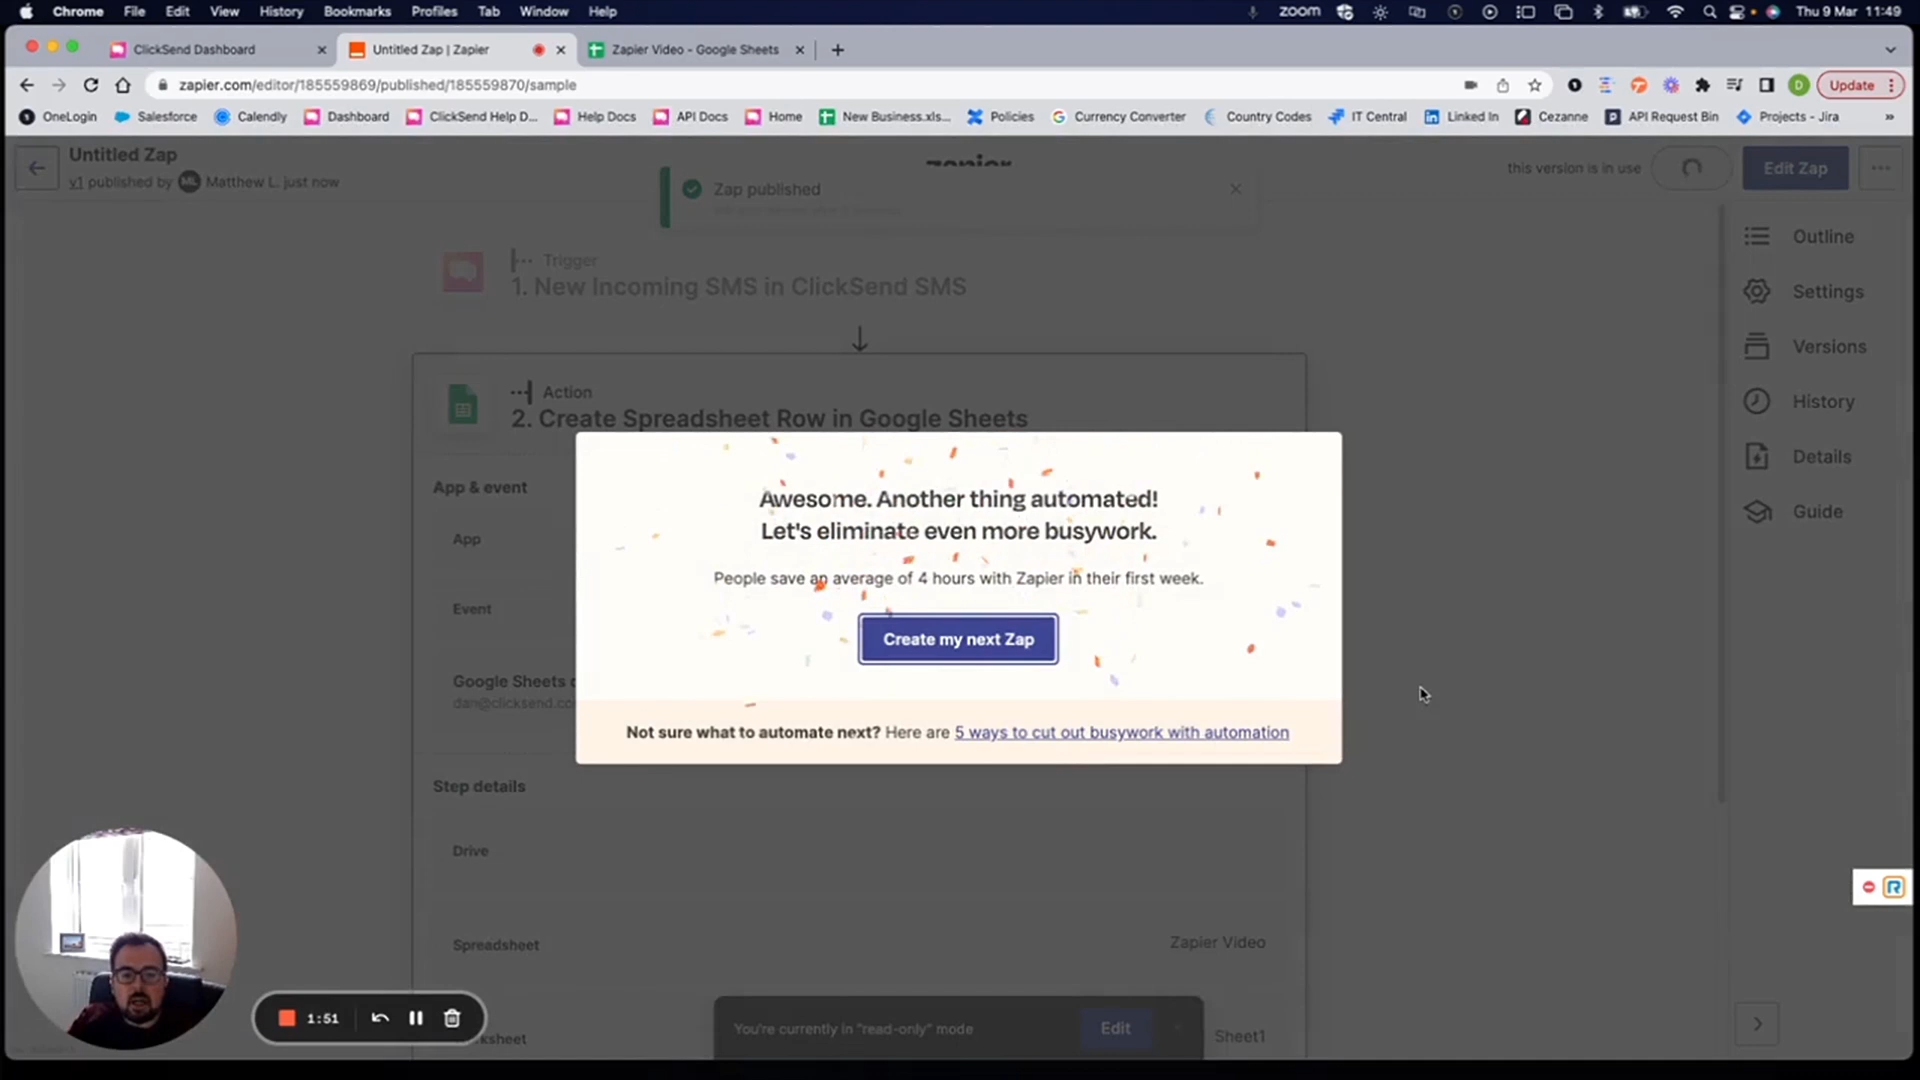 Chrome File Edit View History Bookmarks Profiles Tab Window Help zoom Thu 9 Mar 11:49
ClickSend Dashboard
Untitled Zap | Zapier
Zapier Video - Google Sheets
zapier.com/editor/185559869/published/185559870/sample
Update
OneLogin Salesforce Calendly Dashboard ClickSend Help D... Help Docs API Docs Home New Business.xls... Policies Currency Converter Country Codes IT Central Linked In Cezanne API Request Bin Projects - Jira »
Untitled Zap
v1 published by ML Matthew L. just now
zapier
this version is in use
Edit Zap
Zap published
Trigger
1. New Incoming SMS in ClickSend SMS
Action
2. Create Spreadsheet Row in Google Sheets
App & event
App
Event
Google Sheets
dan@clicksend.co
Step details
Drive
Spreadsheet
Zapier Video
Sheet1
Awesome. Another thing automated!
Let's eliminate even more busywork.
People save an average of 4 hours with Zapier in their first week.
Create my next Zap
Not sure what to automate next? Here are 5 ways to cut out busywork with automation
You're currently in "read-only" mode
Edit
Outline
Settings
Versions
History
Details
Guide
1:51